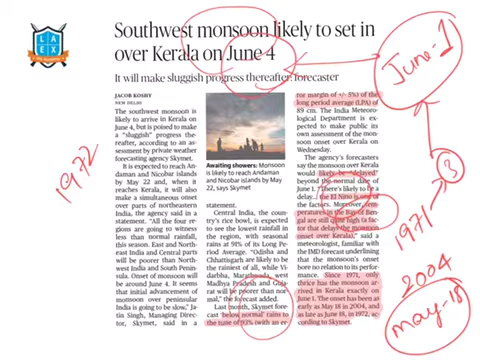 LA
EX
Southwest monsoon likely to set in
over Kerala on June 4
It will make sluggish progress thereafter: forecaster
JACOB KOSHY
NEW DELHI
The southwest monsoon is
likely to arrive in Kerala on
June 4, but is poised to make
a "sluggish" progress there-
after, according to an as-
sessment by private weather
forecasting agency Skymet.
It is expected to reach An-
daman and Nicobar islands
by May 22 and, when it
reaches Kerala, it will also
make a simultaneous onset
over parts of northeastern
India, the agency said in a
statement. "All the four re-
gions are going to witness
less than normal rainfall,
this season. East and North-
east India and Central parts
will be poorer than North-
west India and South Penin-
sula. Onset of monsoon will
be around June 4. It seems
that initial advancement of
monsoon over peninsular
India is going to be slow," Ja-
tin Singh, Managing Direc-
tor, Skymet, said in a
Awaiting showers: Monsoon
is likely to reach Andaman
and Nicobar islands by May
22, says Skymet
statement.
Central India, the coun-
try's rice bowl, is expected
to see the lowest rainfall in
the region, with seasonal
rains at 91% of its Long Pe-
riod Average. "Odisha and
Chhattisgarh are likely to be
the rainiest of all, while Vi-
darbha, Marathwada, west
Madhya Pradesh and Guja-
rat will be poorer than nor-
mal," the forecast added.
Last month, Skymet fore-
cast below normal rains to
the tune of 93% (with an er-
ror margin of +/- 5%) of the
long period average (LPA) of
89 cm. The India Meteoro-
logical Department is ex-
pected to make public its
own assessment of the mon-
soon onset over Kerala on
Wednesday.
The agency's forecasters
say the monsoon over Kerala
would likely be 'delayed'
beyond the normal date of
June 1. "There's likely to be a
delay.. the El Nino is one of
the factors. Moreover, tem-
peratures in the Bay of Ben-
gal are still quite high (a fac-
tor that delays the monsoon
onset over Kerala)," said a
meteorologist, familiar with
the IMD forecast underlining
that the monsoon's onset
bore no relation to its perfor-
mance. Since 1971, only
thrice has the monsoon ar-
rived in Kerala exactly on
June 1. The onset has been as
early as May 18 in 2004, and
as late as June 18, in 1972, ac-
cording to Skymet.
June-1
3
1971
2004
May-18
1972